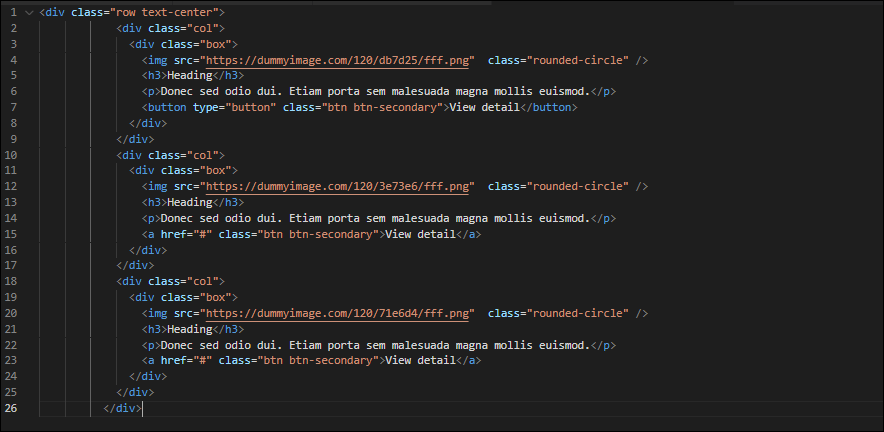 1 <div class="row text-center">
2 <div class="col">
3 <div class="box">
4 <img src="https://dummyimage.com/120/db7d25/fff.png"  class="rounded-circle" />
5 <h3>Heading</h3>
6 <p>Donec sed odio dui. Etiam porta sem malesuada magna mollis euismod.</p>
7 <button type="button" class="btn btn-secondary">View detail</button>
8 </div>
9 </div>
10 <div class="col">
11 <div class="box">
12 <img src="https://dummyimage.com/120/3e73e6/fff.png"  class="rounded-circle" />
13 <h3>Heading</h3>
14 <p>Donec sed odio dui. Etiam porta sem malesuada magna mollis euismod.</p>
15 <a href="#" class="btn btn-secondary">View detail</a>
16 </div>
17 </div>
18 <div class="col">
19 <div class="box">
20 <img src="https://dummyimage.com/120/71e6d4/fff.png"  class="rounded-circle" />
21 <h3>Heading</h3>
22 <p>Donec sed odio dui. Etiam porta sem malesuada magna mollis euismod.</p>
23 <a href="#" class="btn btn-secondary">View detail</a>
24 </div>
25 </div>
26 </div>